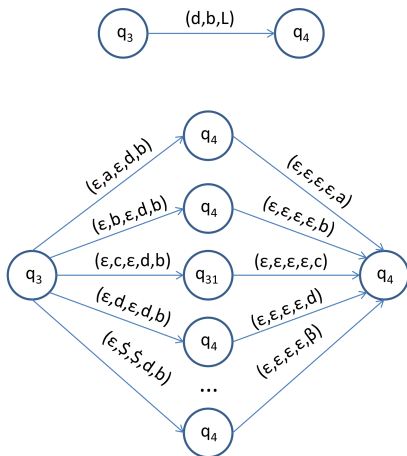 (d,b,L)
q3 q4
q4
(ε,a,ε,d,b) (ε,ε,ε,ε,a)
q4
(ε,b,ε,d,b) (ε,ε,ε,ε,b)
(ε,c,ε,d,b) (ε,ε,ε,ε,c)
q3 q31 q4
(ε,d,ε,d,b) (ε,ε,ε,ε,d)
q4
(ε,$,$,d,b) (ε,ε,ε,ε,β)
...
q4